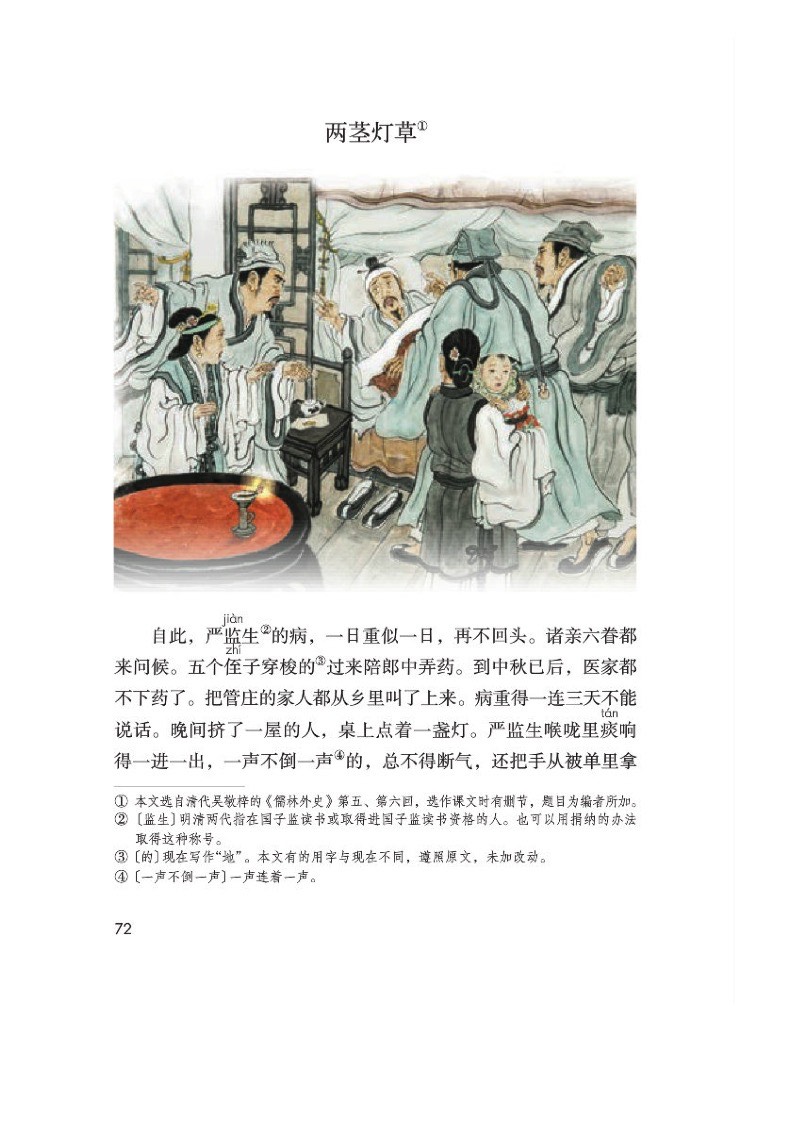 两茎灯草①
jiàn
自此，严监生②的病，一日重似一日，再不回头。诸亲六眷都
zhí
来问候。五个侄子穿梭的③过来陪郎中弄药。到中秋已后，医家都
不下药了。把管庄的家人都从乡里叫了上来。病重得一连三天不能
tán
说话。晚间挤了一屋的人，桌上点着一盏灯。严监生喉咙里痰响
得一进一出，一声不倒一声④的，总不得断气，还把手从被单里拿
① 本文选自清代吴敬梓的《儒林外史》第五、第六回，选作课文时有删节，题目为编者所加。
② 〔监生〕明清两代指在国子监读书或取得进国子监读书资格的人。也可以用捐纳的办法
取得这种称号。
③ 〔的〕现在写作“地”。本文有的用字与现在不同，遵照原文，未加改动。
④ 〔一声不倒一声〕一声连着一声。
72